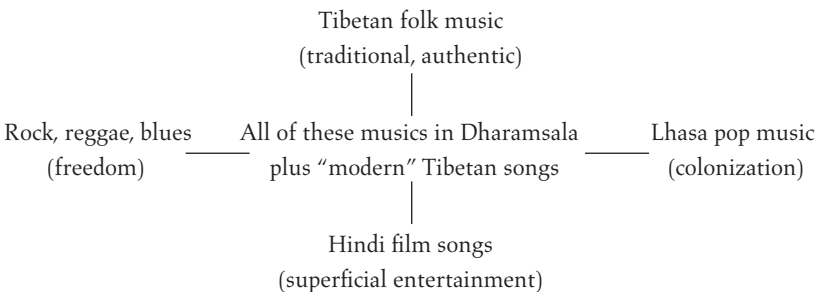 Tibetan folk music
(traditional, authentic)
Rock, reggae, blues
(freedom)
All of these musics in Dharamsala
plus “modern” Tibetan songs
Lhasa pop music
(colonization)
Hindi film songs
(superficial entertainment)